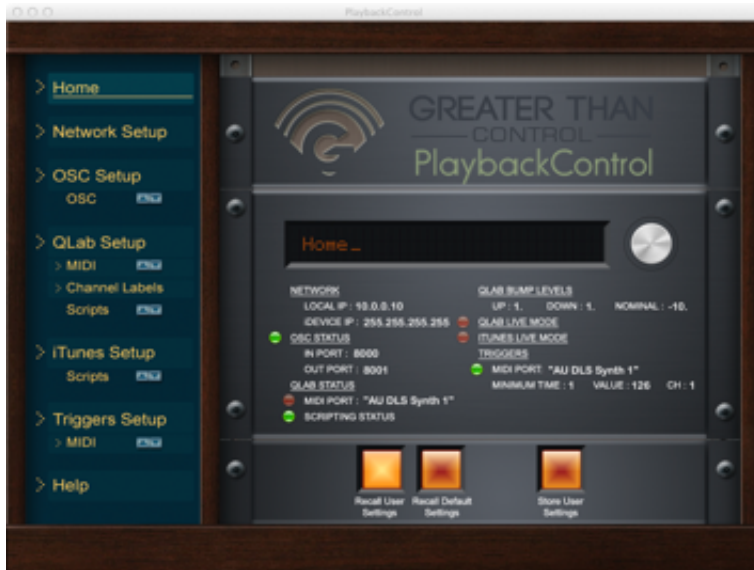 PlaybackControl
> Home
> Network Setup
> OSC Setup
OSC
> QLab Setup
> MIDI
> Channel Labels
Scripts
> iTunes Setup
Scripts
> Triggers Setup
> MIDI
> Help
GREATER THAN
CONTROL
PlaybackControl
Home_
NETWORK
LOCAL IP : 10.0.0.10
iDEVICE IP : 255.255.255.255
OSC STATUS
IN PORT : 8000
OUT PORT : 8001
QLAB STATUS
MIDI PORT : "AU DLS Synth 1"
SCRIPTING STATUS
QLAB BUMP LEVELS
UP : 1. DOWN : 1. NOMINAL : -10.
QLAB LIVE MODE
ITUNES LIVE MODE
TRIGGERS
MIDI PORT: "AU DLS Synth 1"
MINIMUM TIME : 1 VALUE : 126 CH : 1
Recall User
Settings
Recall Default
Settings
Store User
Settings